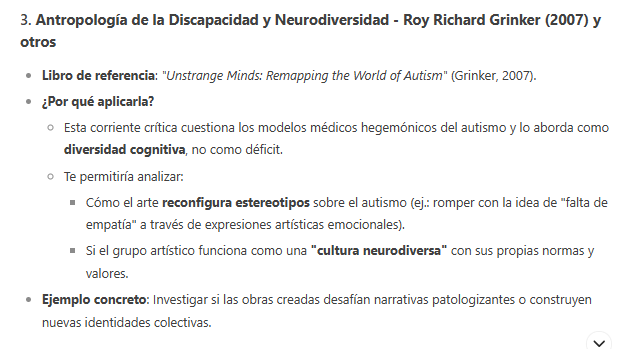 3. Antropología de la Discapacidad y Neurodiversidad - Roy Richard Grinker (2007) y
otros
Libro de referencia: "Unstrange Minds: Remapping the World of Autism" (Grinker, 2007).
¿Por qué aplicarla?
Esta corriente crítica cuestiona los modelos médicos hegemónicos del autismo y lo aborda como
diversidad cognitiva, no como déficit.
Te permitiría analizar:
Cómo el arte reconfigura estereotipos sobre el autismo (ej.: romper con la idea de "falta de
empatía" a través de expresiones artísticas emocionales).
Si el grupo artístico funciona como una "cultura neurodiversa" con sus propias normas y
valores.
Ejemplo concreto: Investigar si las obras creadas desafían narrativas patologizantes o construyen
nuevas identidades colectivas.